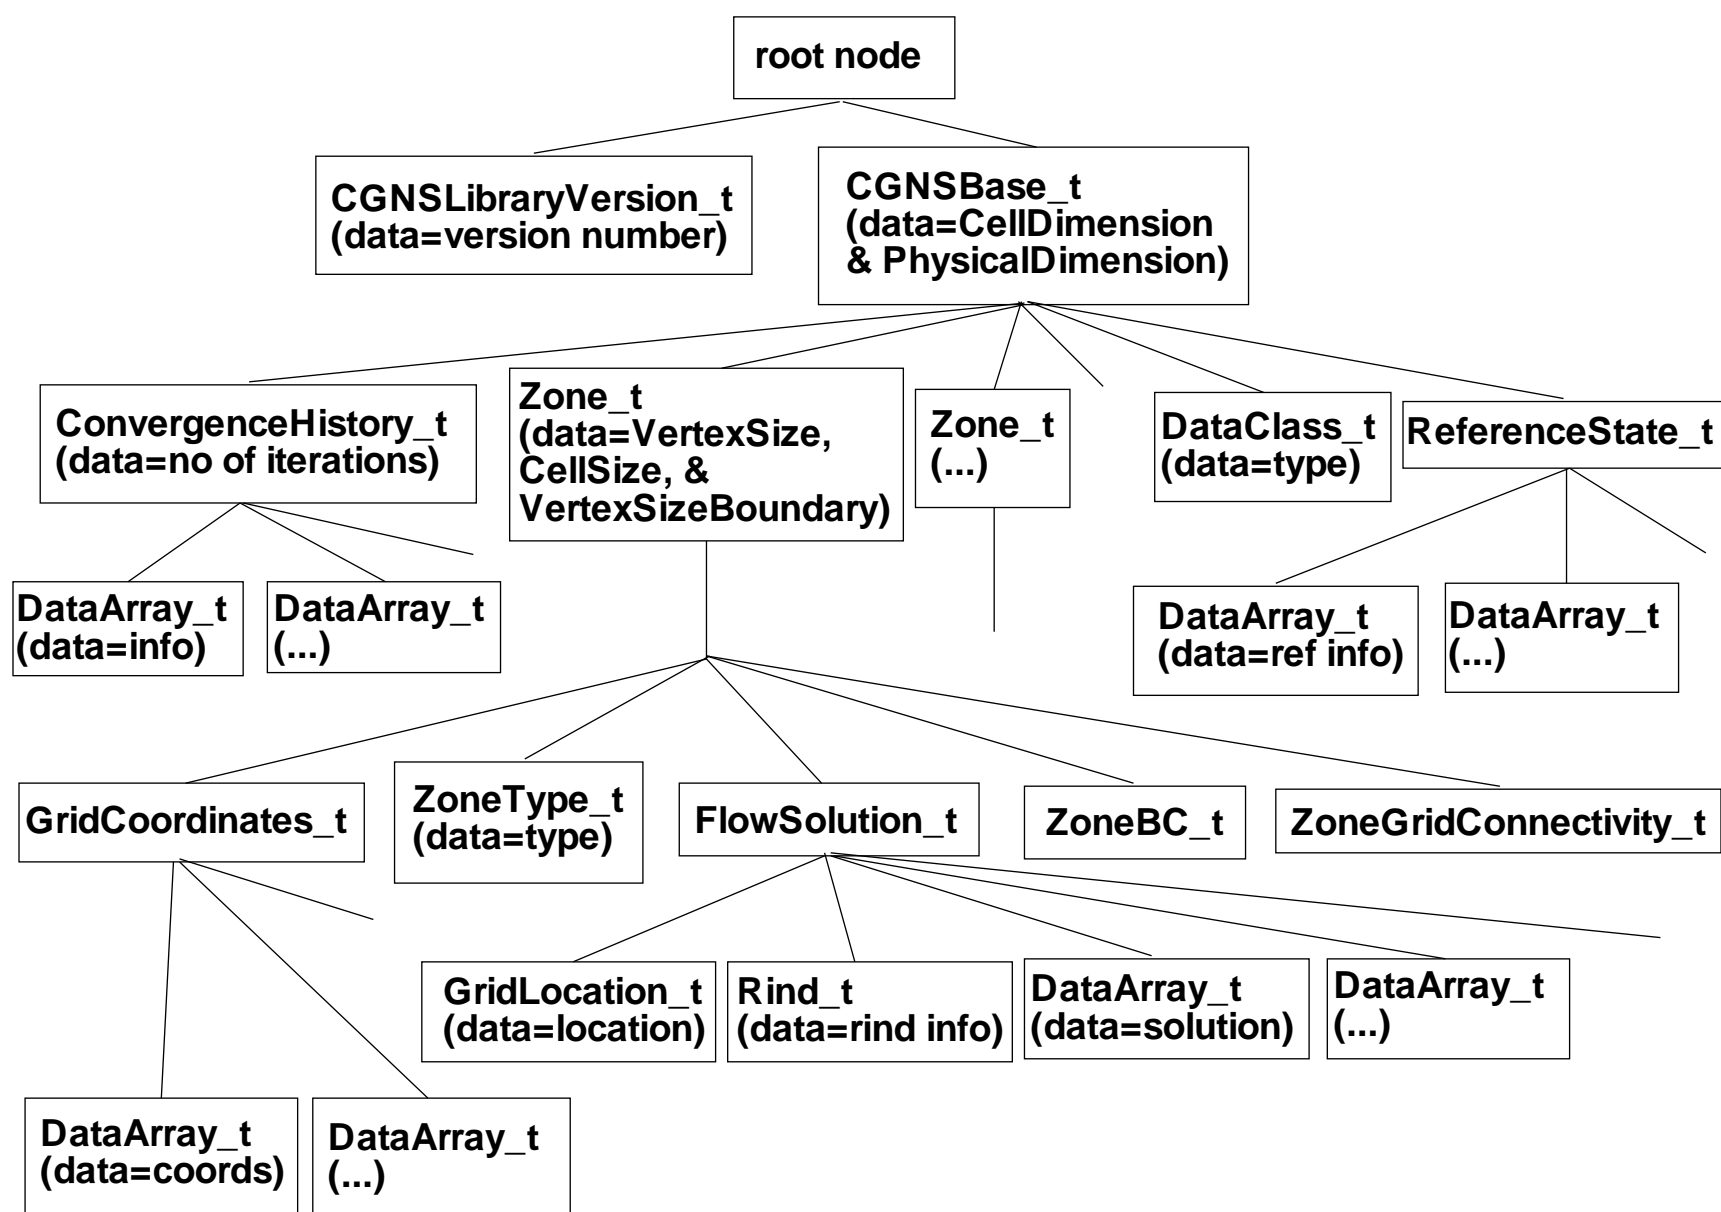 root node
CGNSLibraryVersion_t
(data=version number)
CGNSBase_t
(data=CellDimension
& PhysicalDimension)
ConvergenceHistory_t
(data=no of iterations)
Zone_t
(data=VertexSize,
CellSize, &
VertexSizeBoundary)
Zone_t
(...)
DataClass_t
(data=type)
ReferenceState_t
DataArray_t
(data=info)
DataArray_t
(...)
DataArray_t
(data=ref info)
DataArray_t
(...)
GridCoordinates_t
ZoneType_t
(data=type)
FlowSolution_t
ZoneBC_t
ZoneGridConnectivity_t
GridLocation_t
(data=location)
Rind_t
(data=rind info)
DataArray_t
(data=solution)
DataArray_t
(...)
DataArray_t
(data=coords)
DataArray_t
(...)